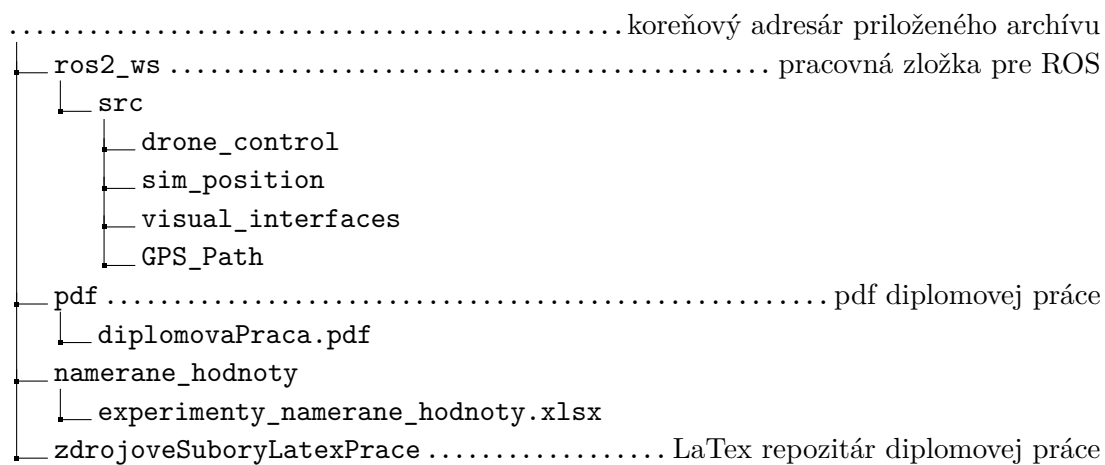 ................................................koreňový adresár priloženého archívu
ros2_ws................................................pracovná zložka pre ROS
src
drone_control
sim_position
visual_interfaces
GPS_Path
pdf................................................pdf diplomovej práce
diplomovaPraca.pdf
namerane_hodnoty
experimenty_namerane_hodnoty.xlsx
zdrojoveSuboryLatexPrace..................LaTex repozitár diplomovej práce